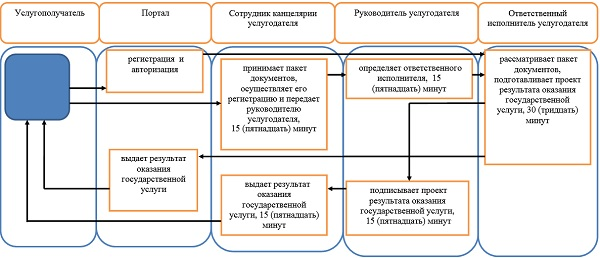 Услугополучатель
Портал
Сотрудник канцелярии
услугодателя
Руководитель услугодателя
Ответственный
исполнитель услугодателя
регистрация и
авторизация
принимает пакет
документов,
осуществляет его
регистрацию и передает
руководителю
услугодателя,
15 (пятнадцать) минут
определяет ответственного
исполнителя, 15
(пятнадцать) минут
рассматривает пакет
документов,
подготавливает проект
результата оказания
государственной
услуги, 30 (тридцать)
минут
выдает результат
оказания
государственной
услуги
выдает результат
оказания
государственной
услуги, 15 (пятнадцать)
минут
подписывает проект
результата оказания
государственной услуги,
15 (пятнадцать) минут